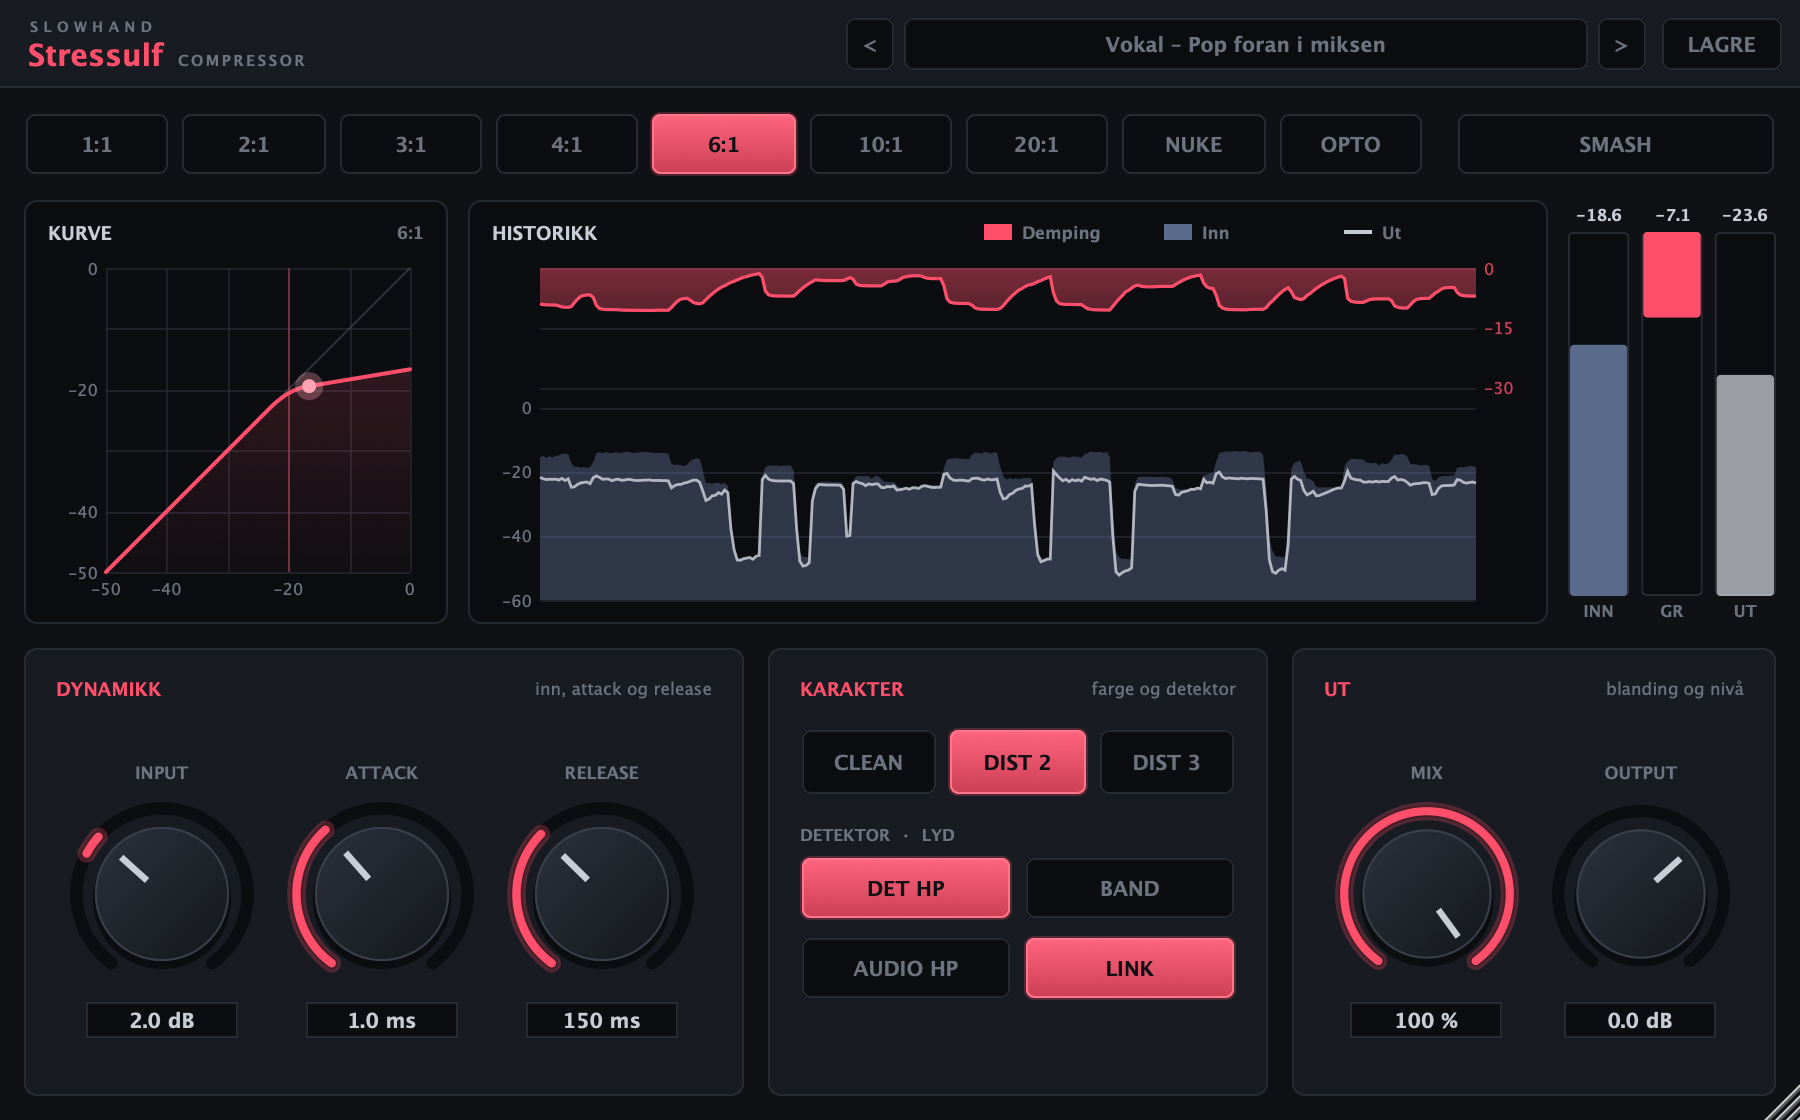 SLOWHAND
Stressulf COMPRESSOR
<
Vokal – Pop foran i miksen
>
LAGRE
1:1
2:1
3:1
4:1
6:1
10:1
20:1
NUKE
OPTO
SMASH
KURVE
6:1
0
−20
−40
−50
−50
−40
−20
0
HISTORIKK
Demping
Inn
Ut
0
−15
−30
0
−20
−40
−60
−18.6
−7.1
−23.6
INN
GR
UT
DYNAMIKK
inn, attack og release
INPUT
ATTACK
RELEASE
2.0 dB
1.0 ms
150 ms
KARAKTER
farge og detektor
CLEAN
DIST 2
DIST 3
DETEKTOR · LYD
DET HP
BAND
AUDIO HP
LINK
UT
blanding og nivå
MIX
OUTPUT
100 %
0.0 dB